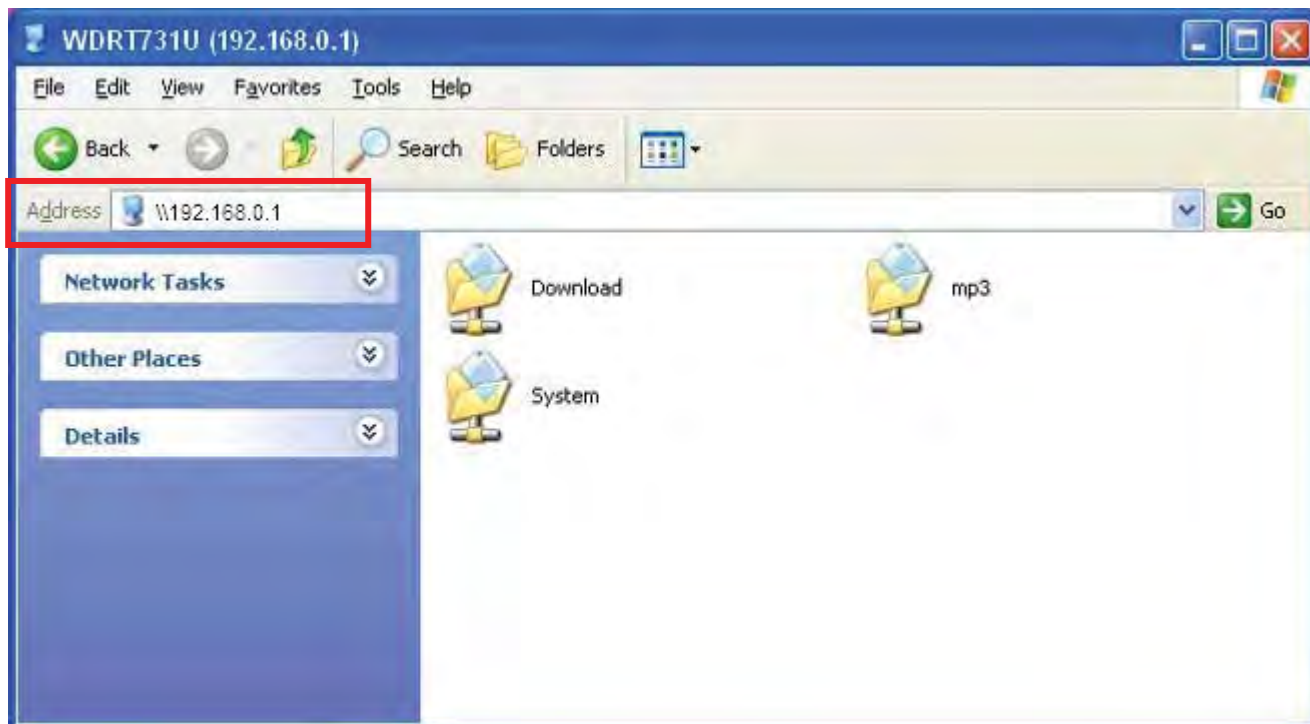 WDRT731U (192.168.0.1)
File Edit View Favorites Tools Help
Back Search Folders
Address \\192.168.0.1 Go
Network Tasks
Other Places
Details
Download mp3
System